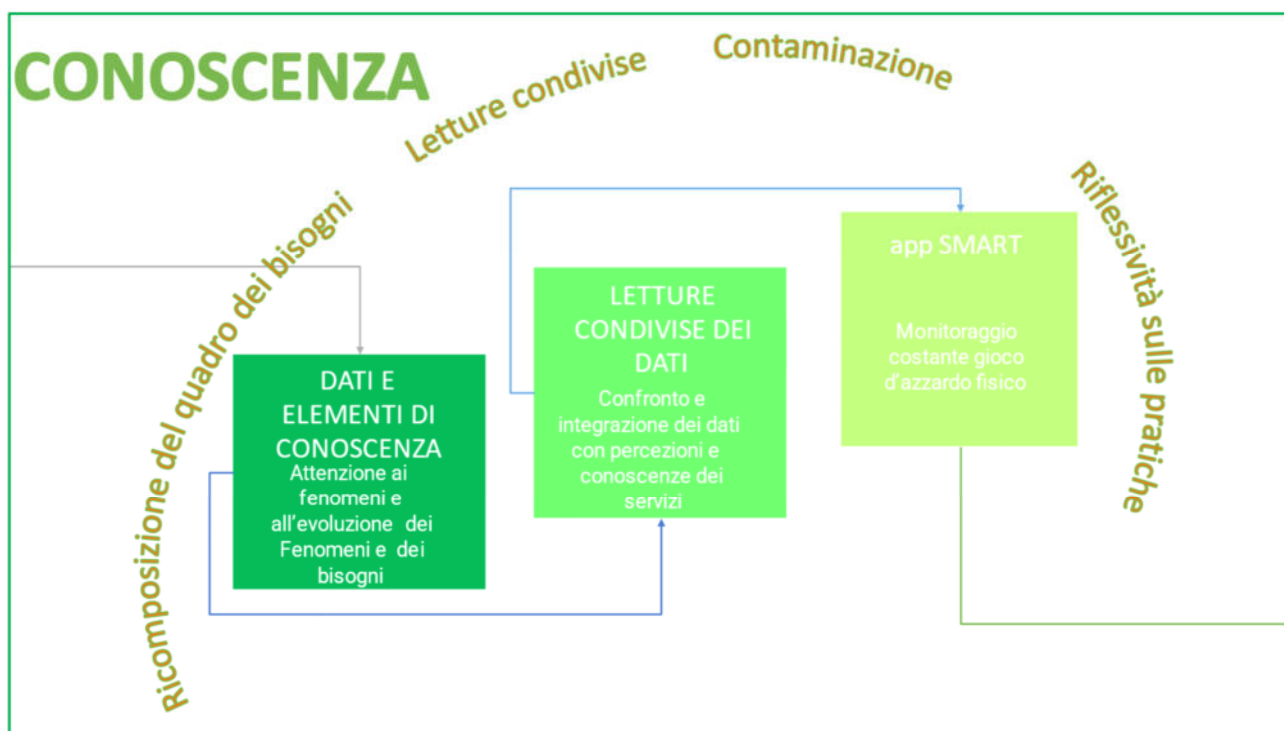 CONOSCENZA
Ricomposizione del quadro dei bisogni
Letture condivise
Contaminazione
Riflessività sulle pratiche
DATI E
ELEMENTI DI
CONOSCENZA
Attenzione ai
fenomeni e
all'evoluzione dei
Fenomeni e dei
bisogni
LETTURE
CONDIVISE DEI
DATI
Confronto e
integrazione dei dati
con percezioni e
conoscenze dei
servizi
app SMART
Monitoraggio
costante gioco
d'azzardo fisico